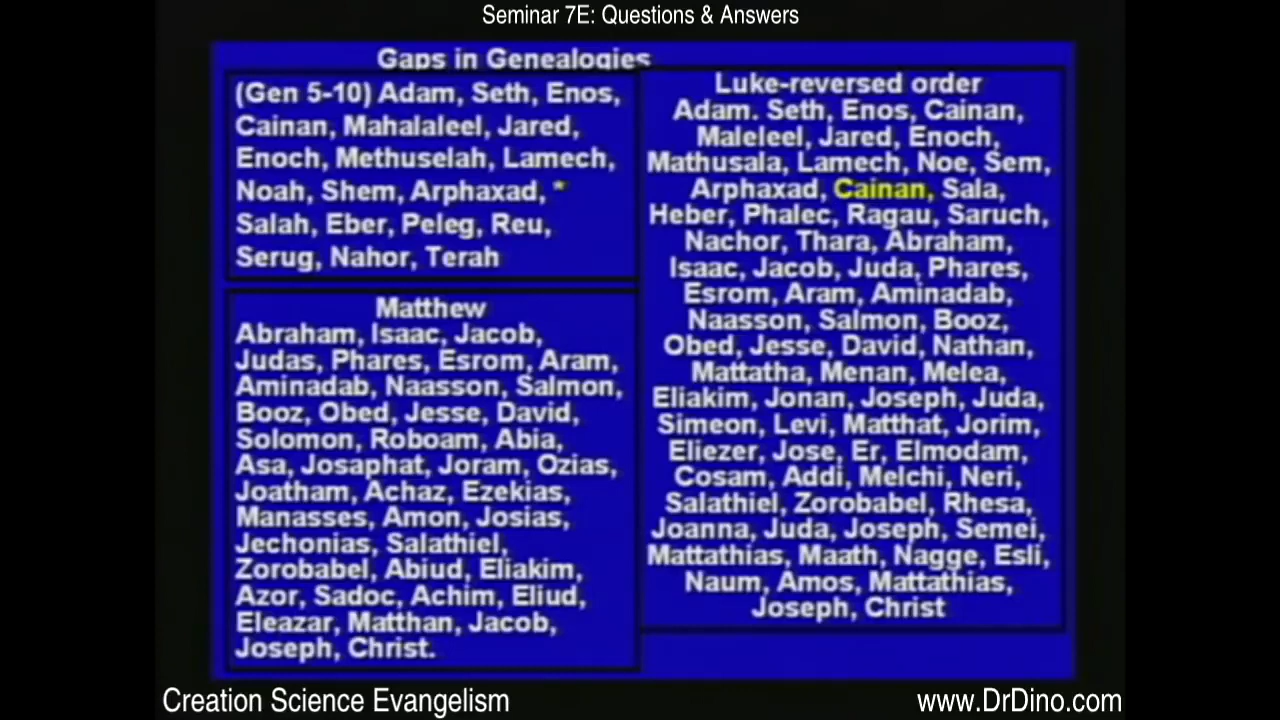 Seminar 7E: Questions & Answers
Gaps in Genealogies
(Gen 5-10) Adam, Seth, Enos,
Cainan, Mahalaleel, Jared,
Enoch, Methuselah, Lamech,
Noah, Shem, Arphaxad, *
Salah, Eber, Peleg, Reu,
Serug, Nahor, Terah
Matthew
Abraham, Isaac, Jacob,
Judas, Phares, Esrom, Aram,
Aminadab, Naasson, Salmon,
Booz, Obed, Jesse, David,
Solomon, Roboam, Abia,
Asa, Josaphat, Joram, Ozias,
Joatham, Achaz, Ezekias,
Manasses, Amon, Josias,
Jechonias, Salathiel,
Zorobabel, Abiud, Eliakim,
Azor, Sadoc, Achim, Eliud,
Eleazar, Matthan, Jacob,
Joseph, Christ.
Luke-reversed order
Adam. Seth, Enos, Cainan,
Maleleel, Jared, Enoch,
Mathusala, Lamech, Noe, Sem,
Arphaxad, Cainan, Sala,
Heber, Phalec, Ragau, Saruch,
Nachor, Thara, Abraham,
Isaac, Jacob, Juda, Phares,
Esrom, Aram, Aminadab,
Naasson, Salmon, Booz,
Obed, Jesse, David, Nathan,
Mattatha, Menan, Melea,
Eliakim, Jonan, Joseph, Juda,
Simeon, Levi, Matthat, Jorim,
Eliezer, Jose, Er, Elmodam,
Cosam, Addi, Melchi, Neri,
Salathiel, Zorobabel, Rhesa,
Joanna, Juda, Joseph, Semei,
Mattathias, Maath, Nagge, Esli,
Naum, Amos, Mattathias,
Joseph, Christ
Creation Science Evangelism
www.DrDino.com